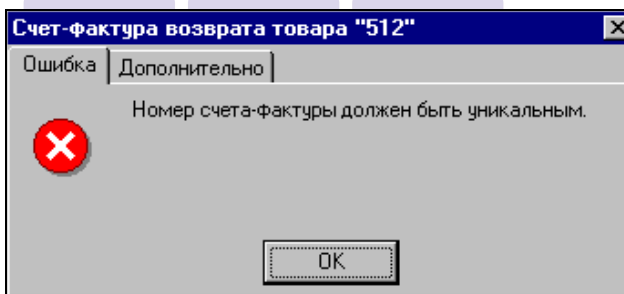 Счет-фактура возврата товара "512"
Ошибка
Дополнительно
Номер счета-фактуры должен быть уникальным.
OK